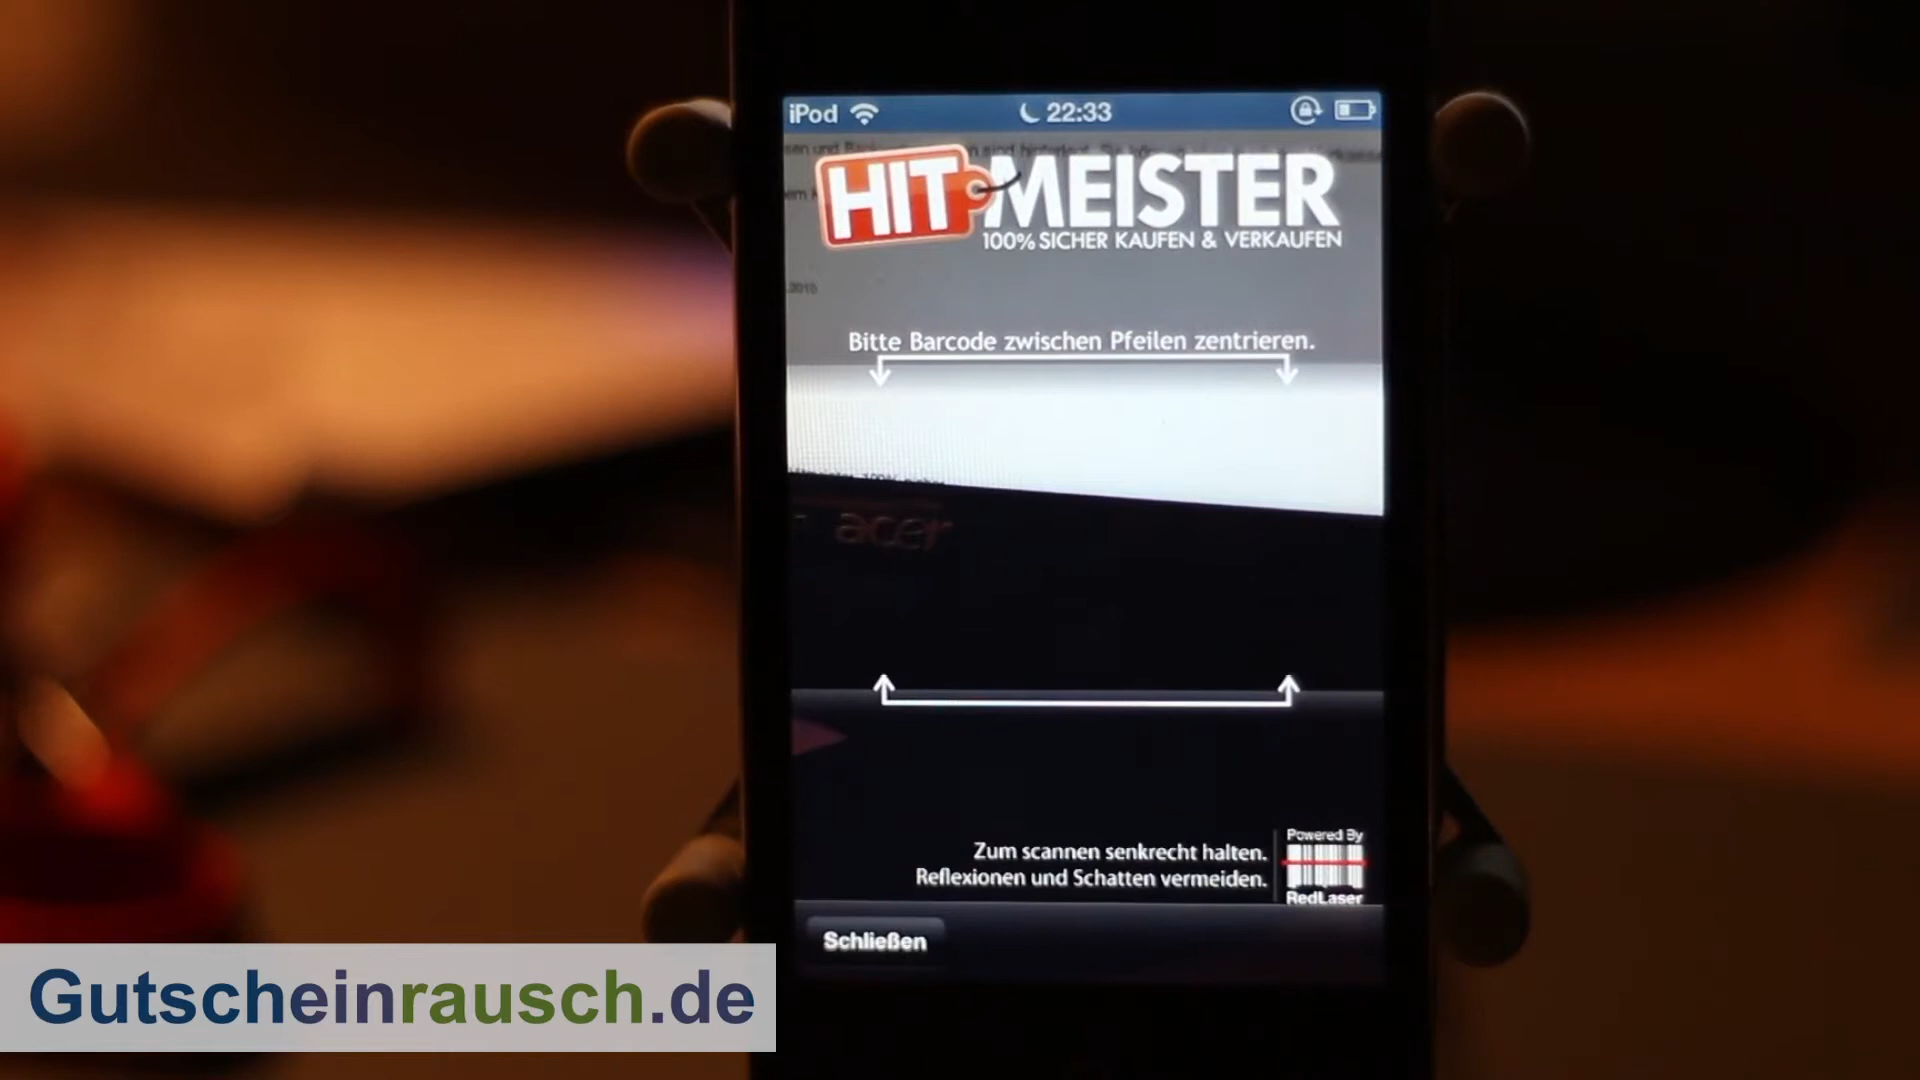 iPod 22:33
HIT MEISTER
100% SICHER KAUFEN & VERKAUFEN
.2010
Bitte Barcode zwischen Pfeilen zentrieren.
acer
Powered By
Zum scannen senkrecht halten.
Reflexionen und Schatten vermeiden.
RedLaser
Schließen
Gutscheinrausch.de